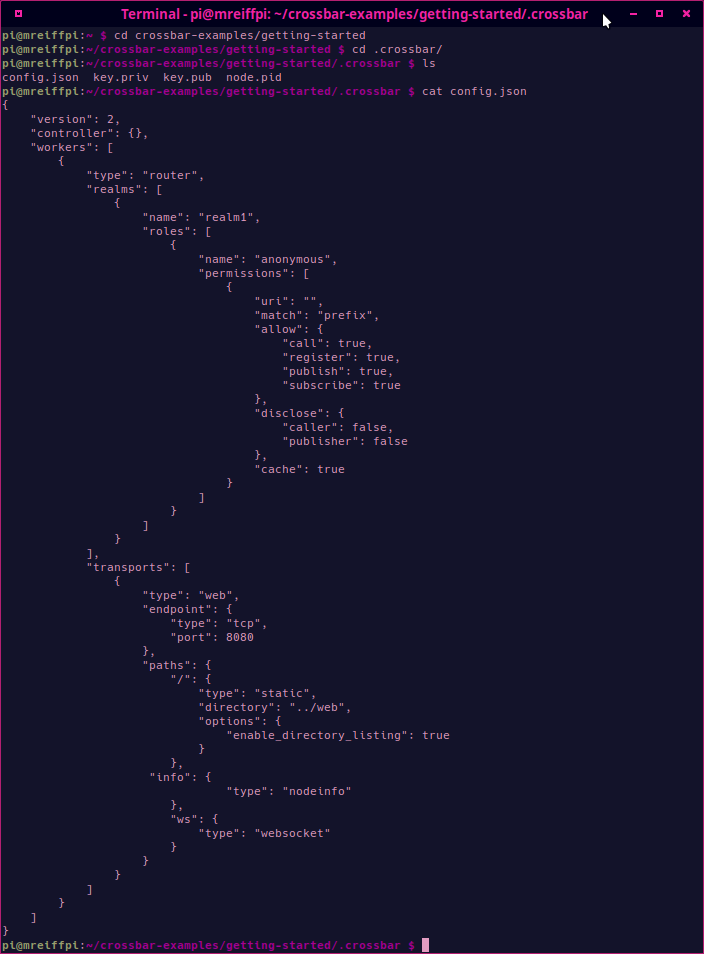 Terminal - pi@mreiffpi: ~/crossbar-examples/getting-started/.crossbar
pi@mreiffpi:~ $ cd crossbar-examples/getting-started
pi@mreiffpi:~/crossbar-examples/getting-started $ cd .crossbar/
pi@mreiffpi:~/crossbar-examples/getting-started/.crossbar $ ls
config.json  key.priv  key.pub  node.pid
pi@mreiffpi:~/crossbar-examples/getting-started/.crossbar $ cat config.json
{
    "version": 2,
    "controller": {},
    "workers": [
        {
            "type": "router",
            "realms": [
                {
                    "name": "realm1",
                    "roles": [
                        {
                            "name": "anonymous",
                            "permissions": [
                                {
                                    "uri": "",
                                    "match": "prefix",
                                    "allow": {
                                        "call": true,
                                        "register": true,
                                        "publish": true,
                                        "subscribe": true
                                    },
                                    "disclose": {
                                        "caller": false,
                                        "publisher": false
                                    },
                                    "cache": true
                                }
                            ]
                        }
                    ]
                }
            ],
            "transports": [
                {
                    "type": "web",
                    "endpoint": {
                        "type": "tcp",
                        "port": 8080
                    },
                    "paths": {
                        "/": {
                            "type": "static",
                            "directory": "../web",
                            "options": {
                                "enable_directory_listing": true
                            }
                        },
                     "info": {
                                "type": "nodeinfo"
                        },
                        "ws": {
                            "type": "websocket"
                        }
                    }
                }
            ]
        }
    ]
}
pi@mreiffpi:~/crossbar-examples/getting-started/.crossbar $